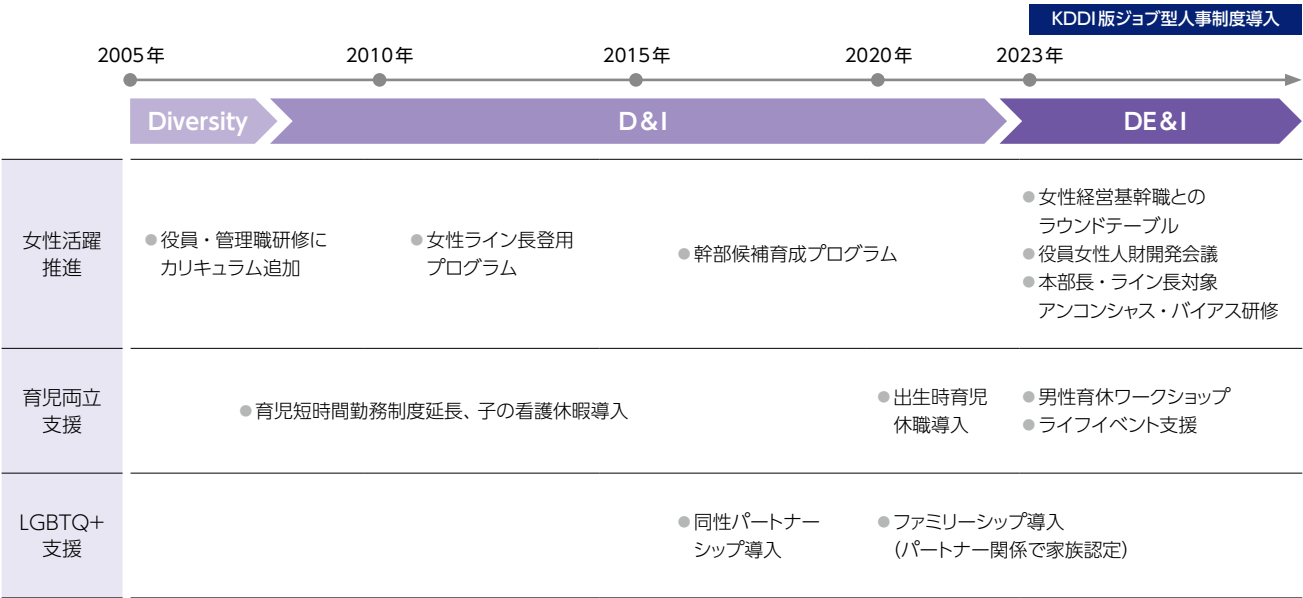 KDDI版ジョブ型人事制度導入
2005年
2010年
2015年
2020年
2023年
Diversity
D&I
DE&I
女性活躍
推進
●役員・管理職研修に
カリキュラム追加
●女性ライン長登用
プログラム
●幹部候補育成プログラム
●女性経営基幹職との
ラウンドテーブル
●役員女性人財開発会議
●本部長・ライン長対象
アンコンシャス・バイアス研修
育児両立
支援
●育児短時間勤務制度延長、子の看護休暇導入
●出生時育児
休職導入
●男性育休ワークショップ
●ライフイベント支援
LGBTQ+
支援
●同性パートナー
シップ導入
●ファミリーシップ導入
(パートナー関係で家族認定)